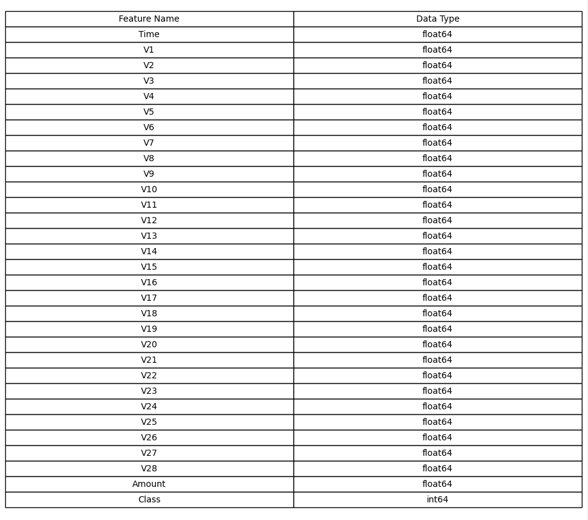 Feature Name Data Type
Time float64
V1 float64
V2 float64
V3 float64
V4 float64
V5 float64
V6 float64
V7 float64
V8 float64
V9 float64
V10 float64
V11 float64
V12 float64
V13 float64
V14 float64
V15 float64
V16 float64
V17 float64
V18 float64
V19 float64
V20 float64
V21 float64
V22 float64
V23 float64
V24 float64
V25 float64
V26 float64
V27 float64
V28 float64
Amount float64
Class int64